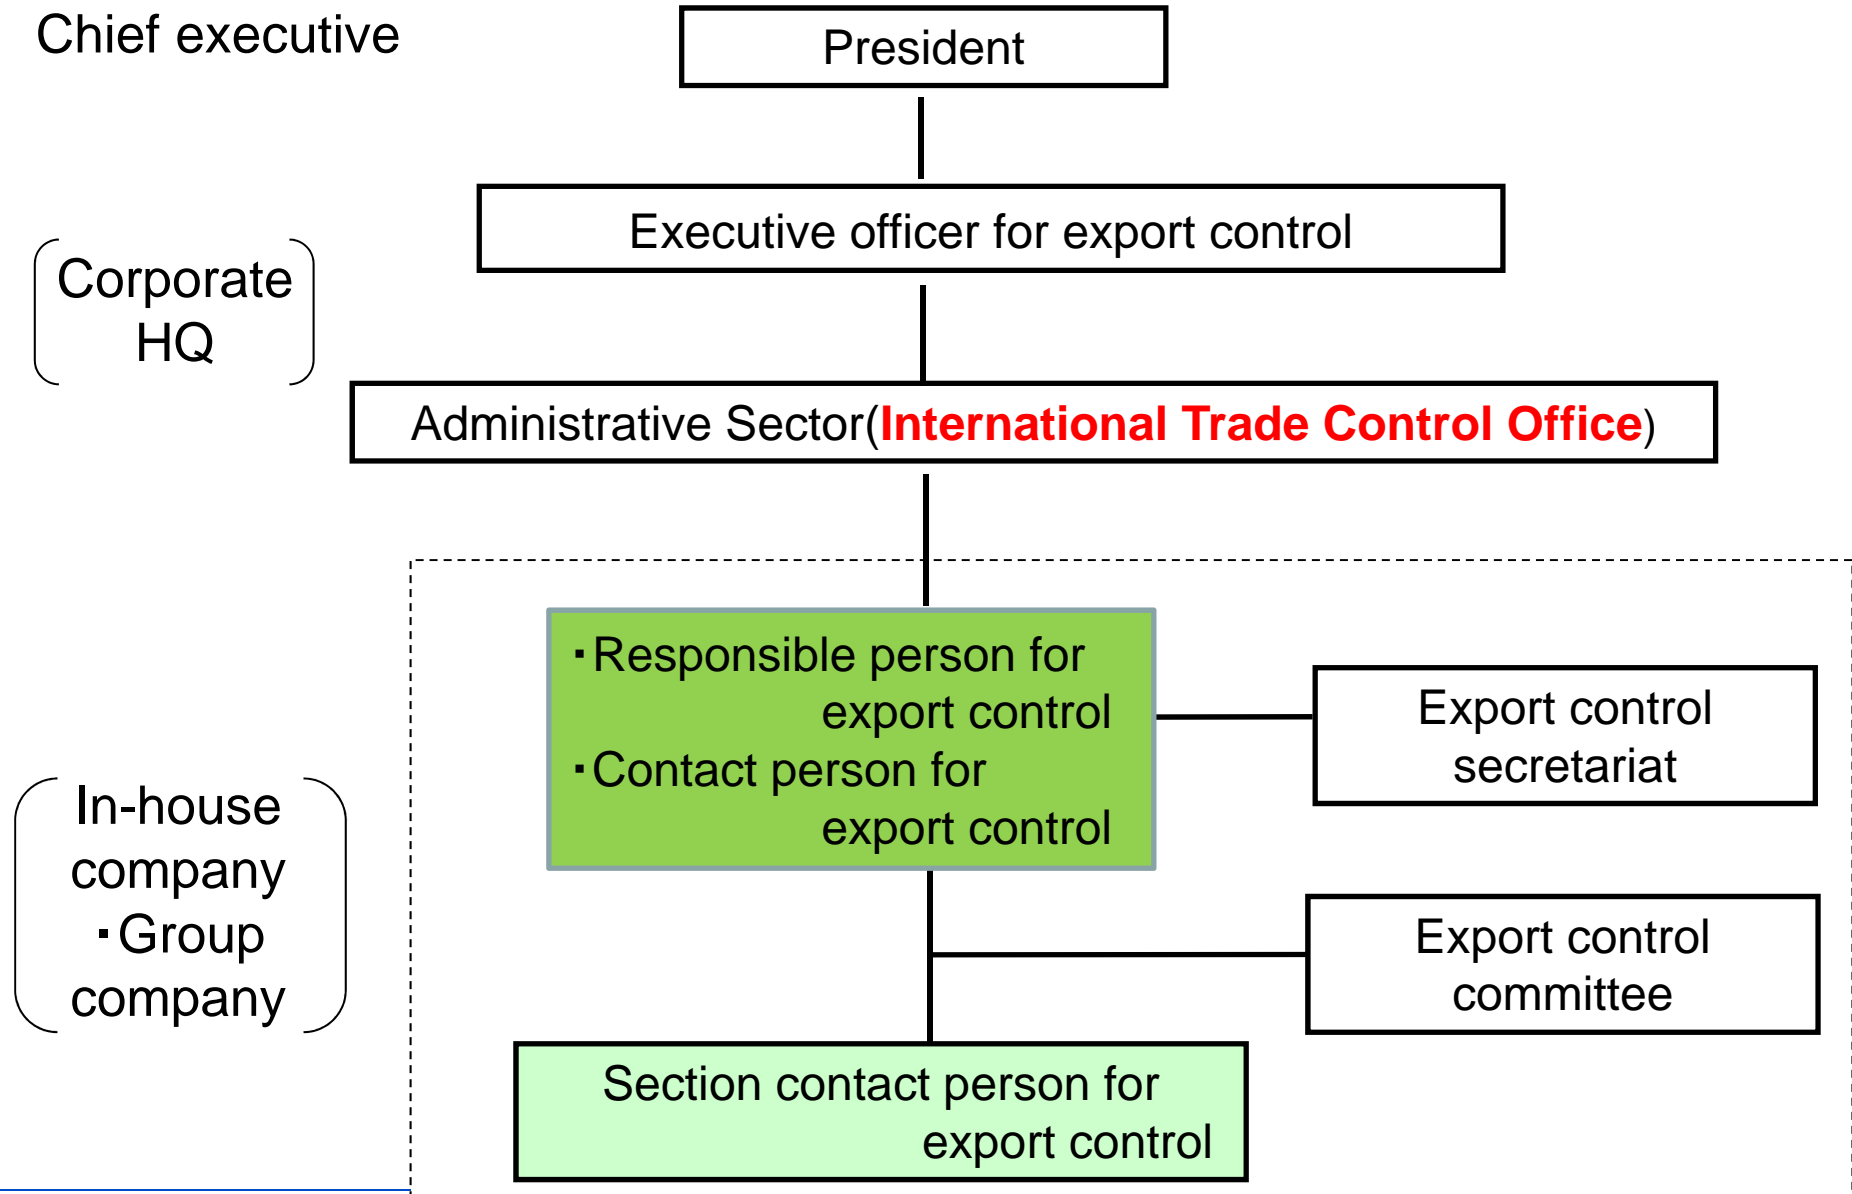 Chief executive
President
Executive officer for export control
Corporate
HQ
Administrative Sector(International Trade Control Office)
・Responsible person for
export control
・Contact person for
export control
Export control
secretariat
In-house
company
・Group
company
Export control
committee
Section contact person for
export control